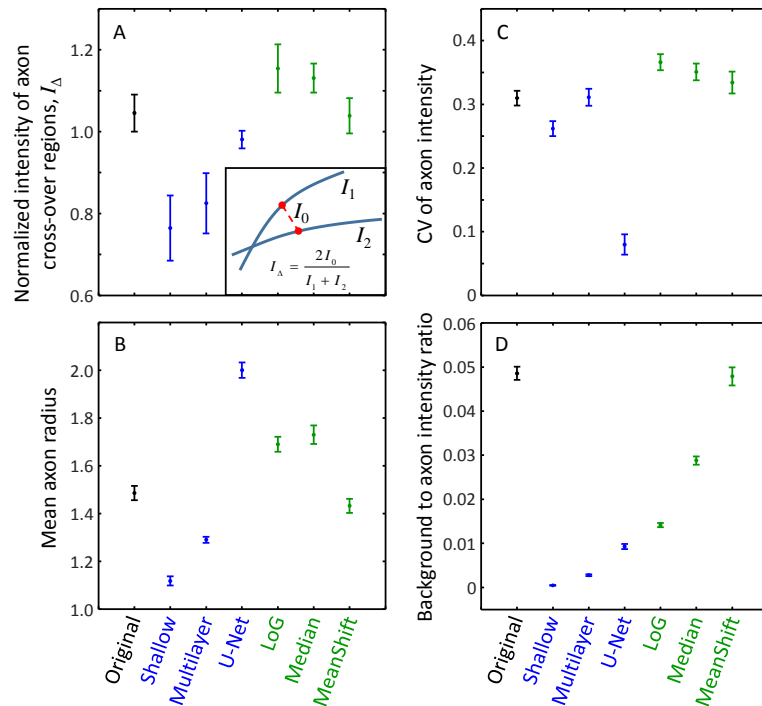 A
Normalized intensity of axon
cross-over regions, I_Δ
1.2
1.0
0.8
0.6
I₁
I₀
I₂
I_Δ = 2I₀ / (I₁ + I₂)
C
CV of axon intensity
0.4
0.3
0.2
0.1
0
B
Mean axon radius
2.0
1.8
1.6
1.4
1.2
1.0
Original
Shallow
Multilayer
U-Net
LoG
Median
MeanShift
D
Background to axon intensity ratio
0.06
0.05
0.04
0.03
0.02
0.01
0
Original
Shallow
Multilayer
U-Net
LoG
Median
MeanShift